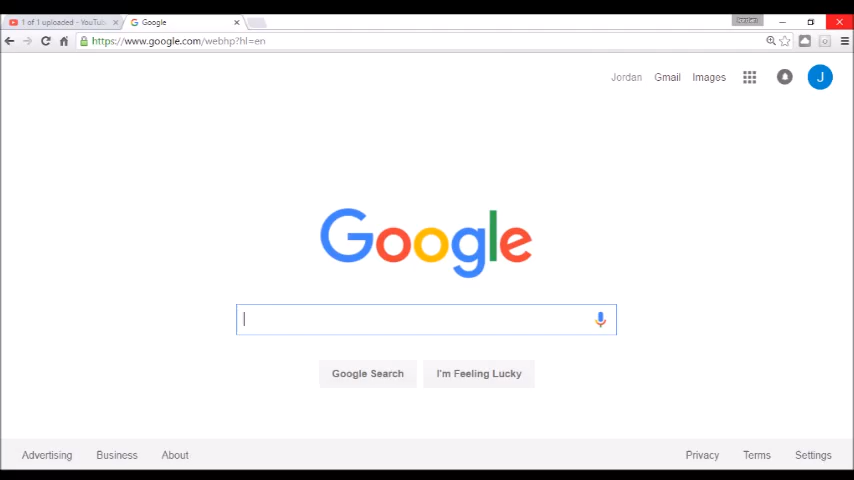 1 of 1 uploaded - YouTub
Google
https://www.google.com/webhp?hl=en
Jordan Gmail Images J
Google
Google Search I'm Feeling Lucky
Advertising Business About Privacy Terms Settings